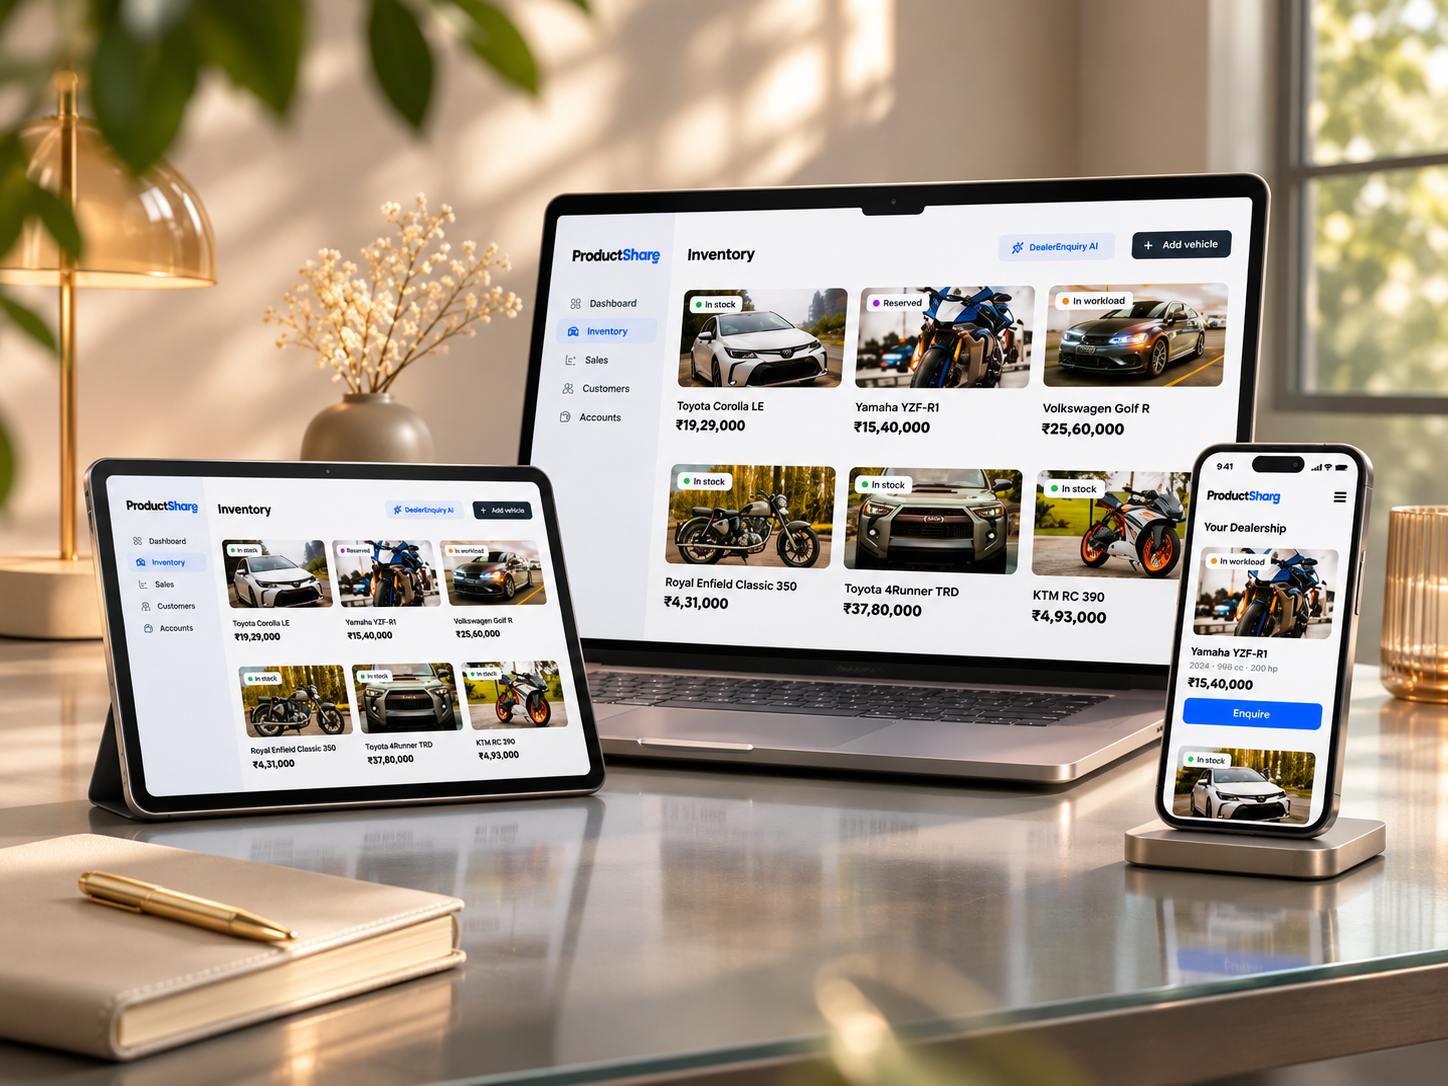 ProductShare
Inventory
DealerEnquiry AI
+ Add vehicle
Dashboard
Inventory
Sales
Customers
Accounts
In stock
Reserved
In workload
Toyota Corolla LE
₹19,29,000
Yamaha YZF-R1
₹15,40,000
Volkswagen Golf R
₹25,60,000
In stock
In stock
In stock
Royal Enfield Classic 350
₹4,31,000
Toyota 4Runner TRD
₹37,80,000
KTM RC 390
₹4,93,000
ProductSharg
Inventory
DealerEnquiry AI
+ Add vehicle
Dashboard
Inventory
Sales
Customers
Accounts
In stock
Reserved
In workload
Toyota Corolla LE
₹19,29,000
Yamaha YZF-R1
₹15,40,000
Volkswagen Golf R
₹25,60,000
In stock
In stock
In stock
Royal Enfield Classic 350
₹4,31,000
Toyota 4Runner TRD
₹37,80,000
KTM RC 390
₹4,93,000
9:41
ProductSharg
Your Dealership
In workload
Yamaha YZF-R1
2024 · 998 cc · 200 hp
₹15,40,000
Enquire
In stock